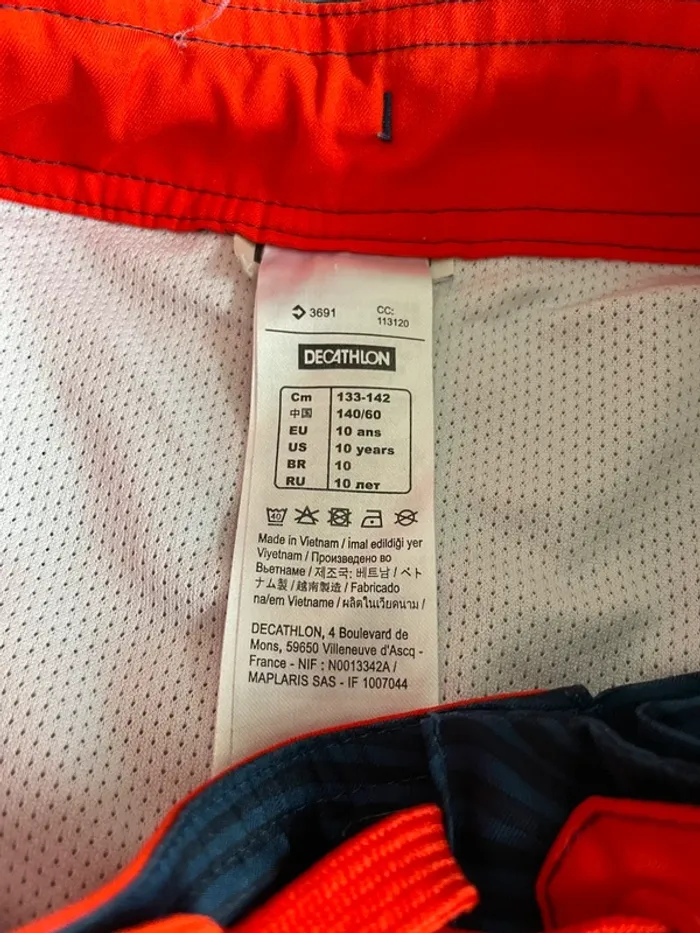 3691
CC:
113120
DECATHLON
Cm 133-142
中国 140/60
EU 10 ans
US 10 years
BR 10
RU 10 лет
40
Made in Vietnam / imal edildiği yer
Viyetnam / Произведено во
Вьетнаме / 제조국: 베트남 / ベト
ナム製 / 越南製造 / Fabricado
na/em Vietname / ผลิตในเวียดนาม /
DECATHLON, 4 Boulevard de
Mons, 59650 Villeneuve d'Ascq -
France - NIF : N0013342A /
MAPLARIS SAS - IF 1007044